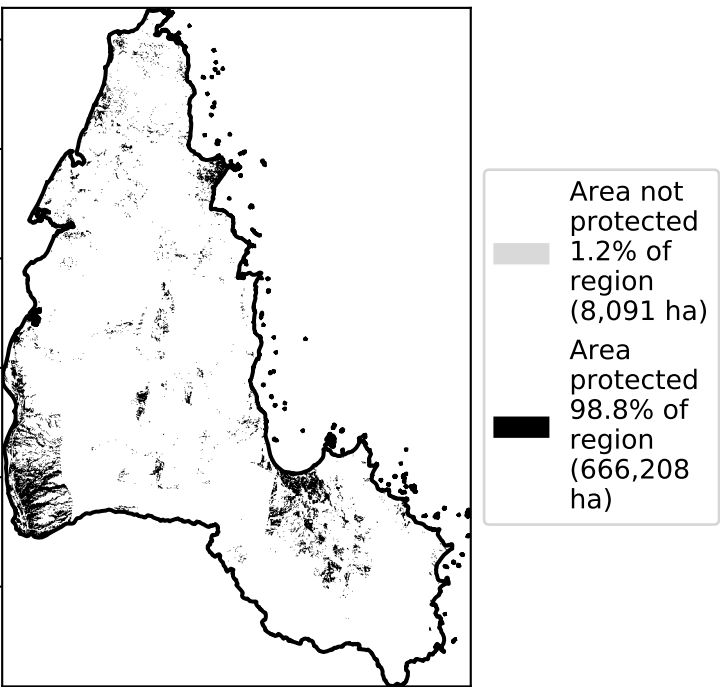 Area not
protected
1.2% of
region
(8,091 ha)
Area
protected
98.8% of
region
(666,208
ha)